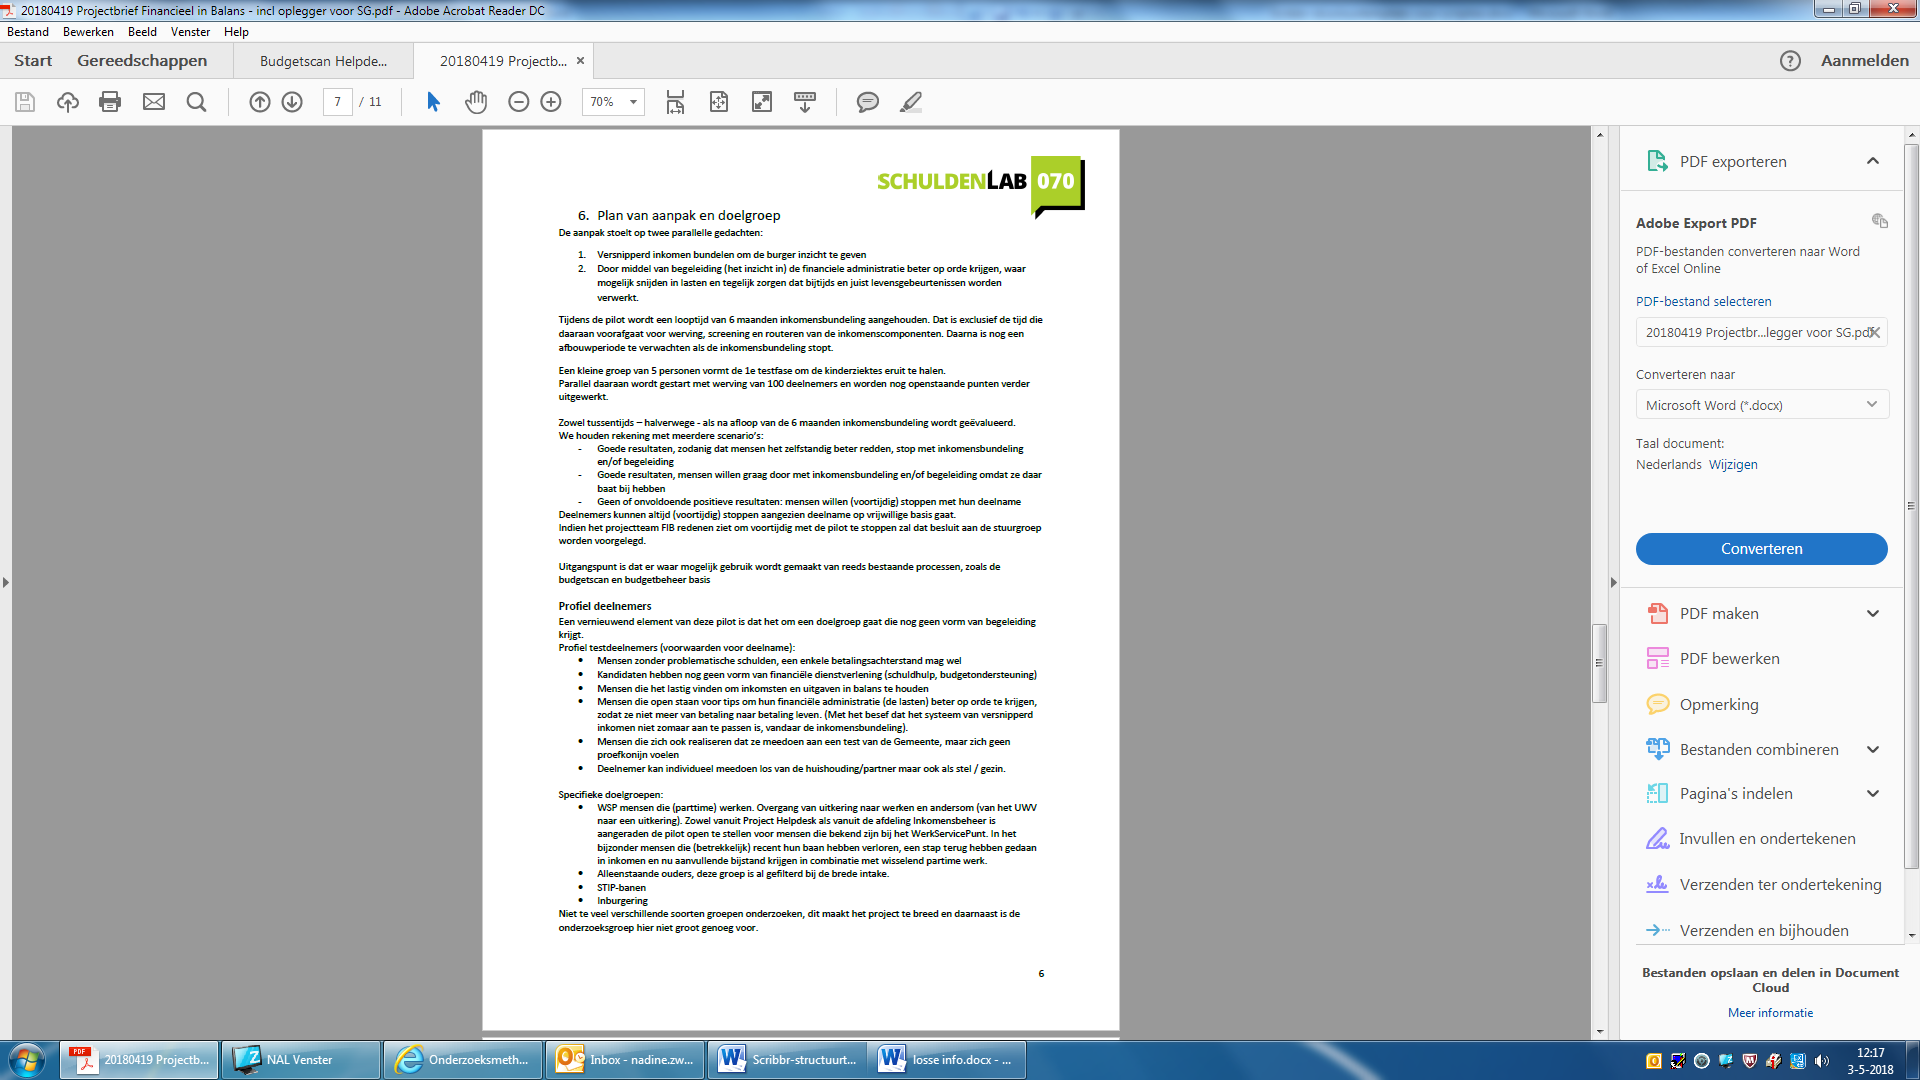 20180419 Projectbrief Financieel in Balans - incl oplegger voor SG.pdf - Adobe Acrobat Reader DC
Bestand Bewerken Beeld Venster Help
Start Gereedschappen Budgetscan Helpde... 20180419 Projectb... × ? Aanmelden
7 / 11 70%
SCHULDENLAB 070
6. Plan van aanpak en doelgroep
De aanpak stoelt op twee parallelle gedachten:
1. Versnipperd inkomen bundelen om de burger inzicht te geven
2. Door middel van begeleiding (het inzicht in) de financiele administratie beter op orde krijgen, waar
mogelijk snijden in lasten en tegelijk zorgen dat bijtijds en juist levensgebeurtenissen worden
verwerkt.
Tijdens de pilot wordt een looptijd van 6 maanden inkomensbundeling aangehouden. Dat is exclusief de tijd die
daaraan voorafgaat voor werving, screening en routeren van de inkomenscomponenten. Daarna is nog een
afbouwperiode te verwachten als de inkomensbundeling stopt.
Een kleine groep van 5 personen vormt de 1e testfase om de kinderziektes eruit te halen.
Parallel daaraan wordt gestart met werving van 100 deelnemers en worden nog openstaande punten verder
uitgewerkt.
Zowel tussentijds – halverwege - als na afloop van de 6 maanden inkomensbundeling wordt geëvalueerd.
We houden rekening met meerdere scenario's:
- Goede resultaten, zodanig dat mensen het zelfstandig beter redden, stop met inkomensbundeling
en/of begeleiding
- Goede resultaten, mensen willen graag door met inkomensbundeling en/of begeleiding omdat ze daar
baat bij hebben
- Geen of onvoldoende positieve resultaten: mensen willen (voortijdig) stoppen met hun deelname
Deelnemers kunnen altijd (voortijdig) stoppen aangezien deelname op vrijwillige basis gaat.
Indien het projectteam FIB redenen ziet om voortijdig met de pilot te stoppen zal dat besluit aan de stuurgroep
worden voorgelegd.
Uitgangspunt is dat er waar mogelijk gebruik wordt gemaakt van reeds bestaande processen, zoals de
budgetscan en budgetbeheer basis
Profiel deelnemers
Een vernieuwend element van deze pilot is dat het om een doelgroep gaat die nog geen vorm van begeleiding
krijgt.
Profiel testdeelnemers (voorwaarden voor deelname):
• Mensen zonder problematische schulden, een enkele betalingsachterstand mag wel
• Kandidaten hebben nog geen vorm van financiële dienstverlening (schuldhulp, budgetondersteuning)
• Mensen die het lastig vinden om inkomsten en uitgaven in balans te houden
• Mensen die open staan voor tips om hun financiële administratie (de lasten) beter op orde te krijgen,
zodat ze niet meer van betaling naar betaling leven. (Met het besef dat het systeem van versnipperd
inkomen niet zomaar aan te passen is, vandaar de inkomensbundeling).
• Mensen die zich ook realiseren dat ze meedoen aan een test van de Gemeente, maar zich geen
proefkonijn voelen
• Deelnemer kan individueel meedoen los van de huishouding/partner maar ook als stel / gezin.
Specifieke doelgroepen:
• WSP mensen die (parttime) werken. Overgang van uitkering naar werken en andersom (van het UWV
naar een uitkering). Zowel vanuit Project Helpdesk als vanuit de afdeling Inkomensbeheer is
aangeraden de pilot open te stellen voor mensen die bekend zijn bij het WerkServicePunt. In het
bijzonder mensen die (betrekkelijk) recent hun baan hebben verloren, een stap terug hebben gedaan
in inkomen en nu aanvullende bijstand krijgen in combinatie met wisselend partime werk.
• Alleenstaande ouders, deze groep is al gefilterd bij de brede intake.
• STIP-banen
• Inburgering
Niet te veel verschillende soorten groepen onderzoeken, dit maakt het project te breed en daarnaast is de
onderzoeksgroep hier niet groot genoeg voor.
6
PDF exporteren
Adobe Export PDF
PDF-bestanden converteren naar Word
of Excel Online
PDF-bestand selecteren
20180419 Projectbr...legger voor SG.pdf
Converteren naar
Microsoft Word (*.docx)
Taal document:
Nederlands Wijzigen
Converteren
PDF maken
PDF bewerken
Opmerking
Bestanden combineren
Pagina's indelen
Invullen en ondertekenen
Verzenden ter ondertekening
Verzenden en bijhouden
Bestanden opslaan en delen in Document
Cloud
Meer informatie
20180419 Projectb... NAL Venster Onderzoeksmeth... Inbox - nadine.zw... Scribbr-structuurt... losse info.docx - ... 12:17
3-5-2018